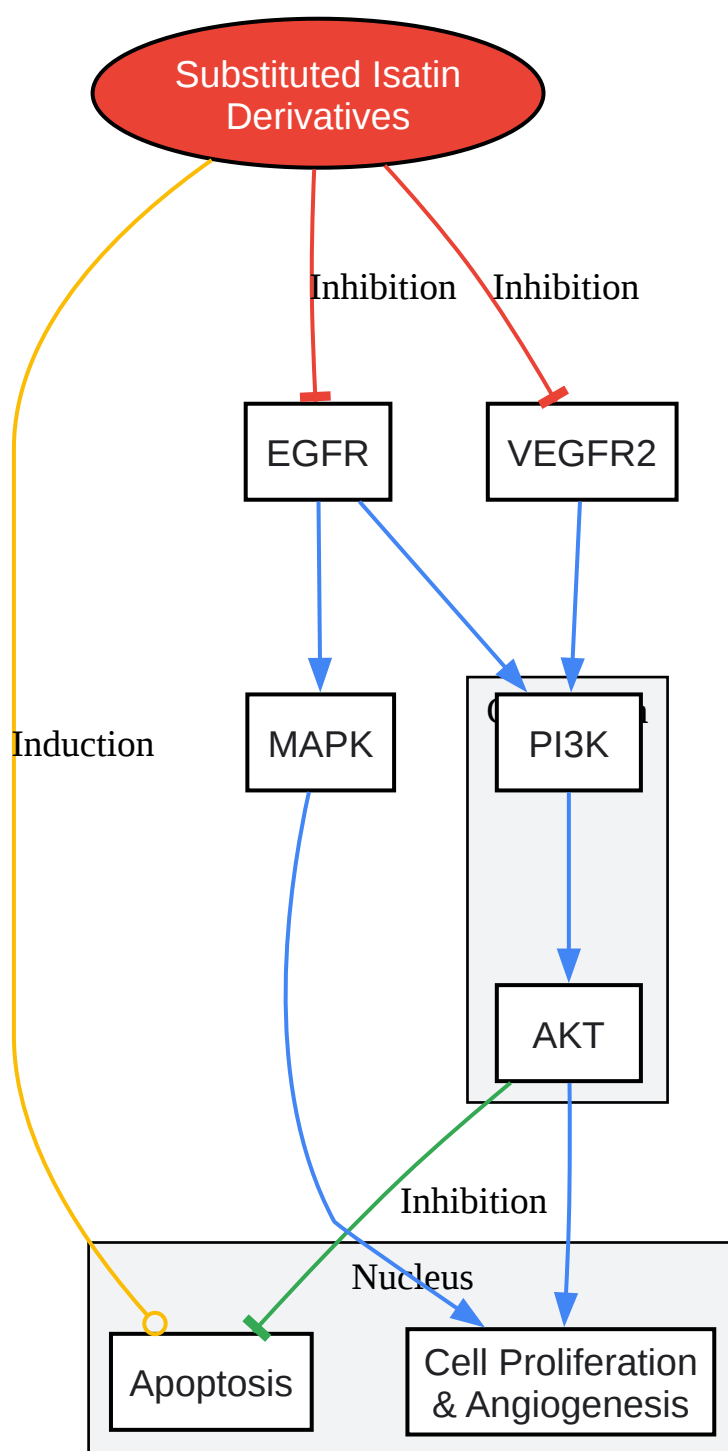 Substituted Isatin
Derivatives
Inhibition
Inhibition
EGFR
VEGFR2
MAPK
PI3K
Induction
AKT
Inhibition
Nucleus
Apoptosis
Cell Proliferation
& Angiogenesis